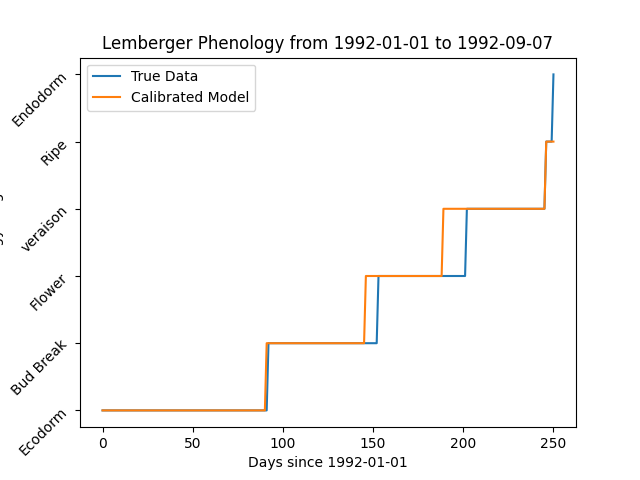 Lemberger Phenology from 1992-01-01 to 1992-09-07
True Data
Calibrated Model
Endodorm
Ripe
veraison
Flower
Bud Break
Ecodorm
0 50 100 150 200 250
Days since 1992-01-01